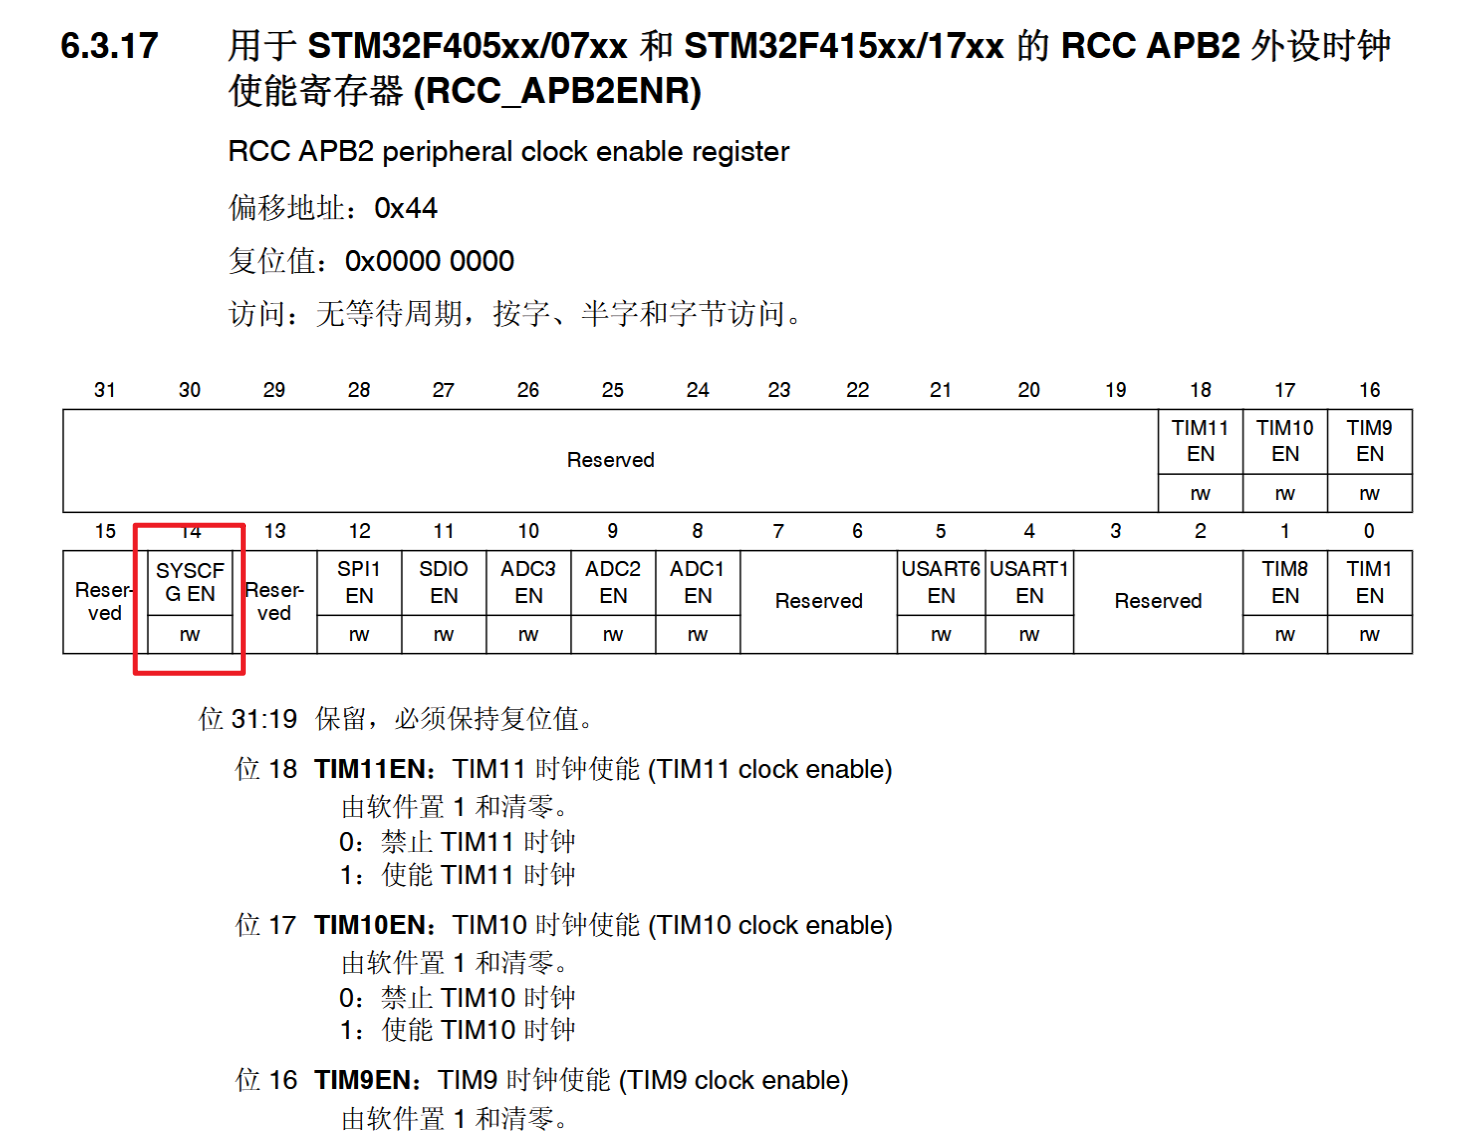 6.3.17 用于 STM32F405xx/07xx 和 STM32F415xx/17xx 的 RCC APB2 外设时钟
使能寄存器 (RCC_APB2ENR)
RCC APB2 peripheral clock enable register
偏移地址：0x44
复位值：0x0000 0000
访问：无等待周期，按字、半字和字节访问。
31 30 29 28 27 26 25 24 23 22 21 20 19 18 17 16
Reserved TIM11 EN TIM10 EN TIM9 EN
rw rw rw
15 14 13 12 11 10 9 8 7 6 5 4 3 2 1 0
Reser-ved SYSCF G EN Reser-ved SPI1 EN SDIO EN ADC3 EN ADC2 EN ADC1 EN Reserved USART6 EN USART1 EN Reserved TIM8 EN TIM1 EN
rw rw rw rw rw rw rw rw rw rw
位 31:19 保留，必须保持复位值。
位 18 TIM11EN：TIM11 时钟使能 (TIM11 clock enable)
由软件置 1 和清零。
0：禁止 TIM11 时钟
1：使能 TIM11 时钟
位 17 TIM10EN：TIM10 时钟使能 (TIM10 clock enable)
由软件置 1 和清零。
0：禁止 TIM10 时钟
1：使能 TIM10 时钟
位 16 TIM9EN：TIM9 时钟使能 (TIM9 clock enable)
由软件置 1 和清零。